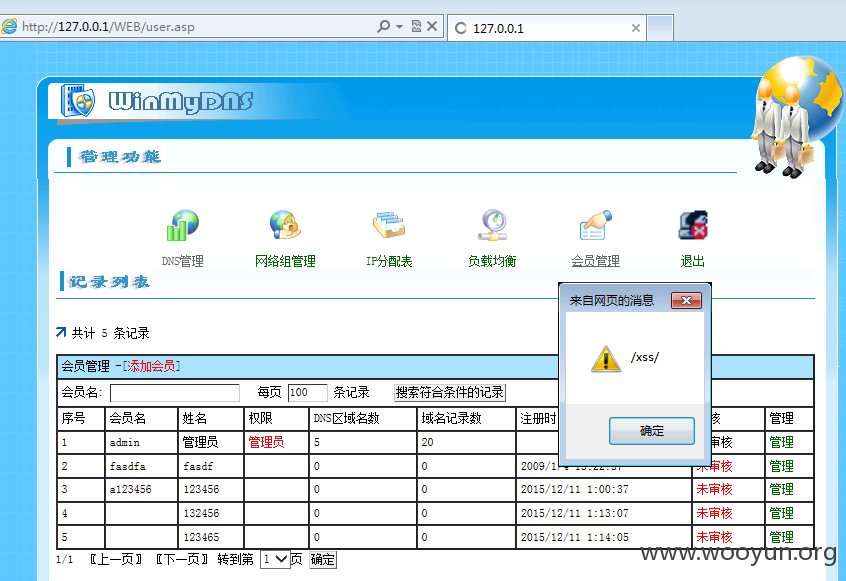 http://127.0.0.1/WEB/user.asp
127.0.0.1
WinMyDNS
管理功能
DNS管理 网络组管理 IP分配表 负载均衡 会员管理 退出
记录列表
来自网页的消息
/xss/
确定
共计 5 条记录
会员管理 -[添加会员]
会员名: 每页 100 条记录 搜索符合条件的记录
序号 会员名 姓名 权限 DNS区域名数 域名记录数 注册时 核 管理
1 admin 管理员 管理员 5 20 审核 管理
2 fasdfa fasdf 0 0 2009/1/4 未审核 管理
3 a123456 123456 0 0 2015/12/11 1:00:37 未审核 管理
4 132456 0 0 2015/12/11 1:13:07 未审核 管理
5 123465 0 0 2015/12/11 1:14:05 未审核 管理
1/1 【上一页】 【下一页】 转到第 1 页 确定
www.wooyun.org